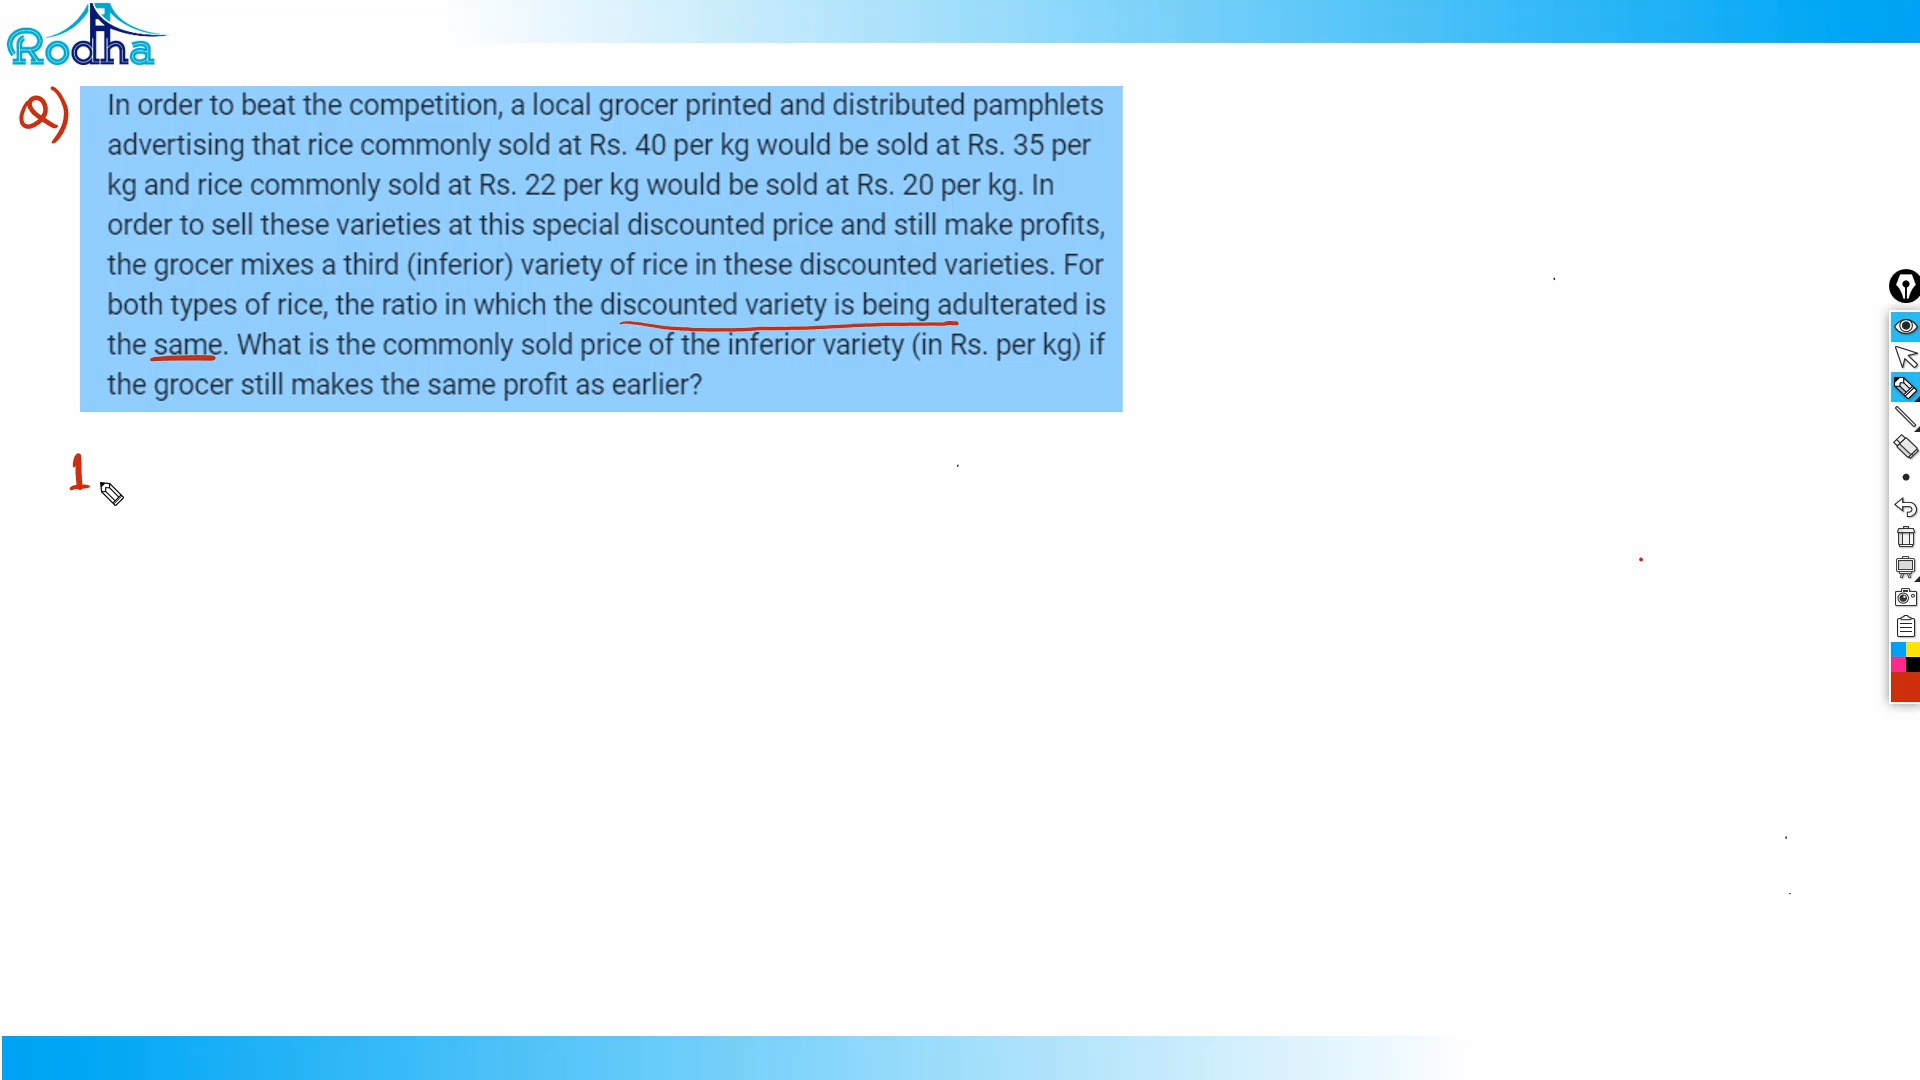 Rodha
Q)
In order to beat the competition, a local grocer printed and distributed pamphlets
advertising that rice commonly sold at Rs. 40 per kg would be sold at Rs. 35 per
kg and rice commonly sold at Rs. 22 per kg would be sold at Rs. 20 per kg. In
order to sell these varieties at this special discounted price and still make profits,
the grocer mixes a third (inferior) variety of rice in these discounted varieties. For
both types of rice, the ratio in which the discounted variety is being adulterated is
the same. What is the commonly sold price of the inferior variety (in Rs. per kg) if
the grocer still makes the same profit as earlier?
1